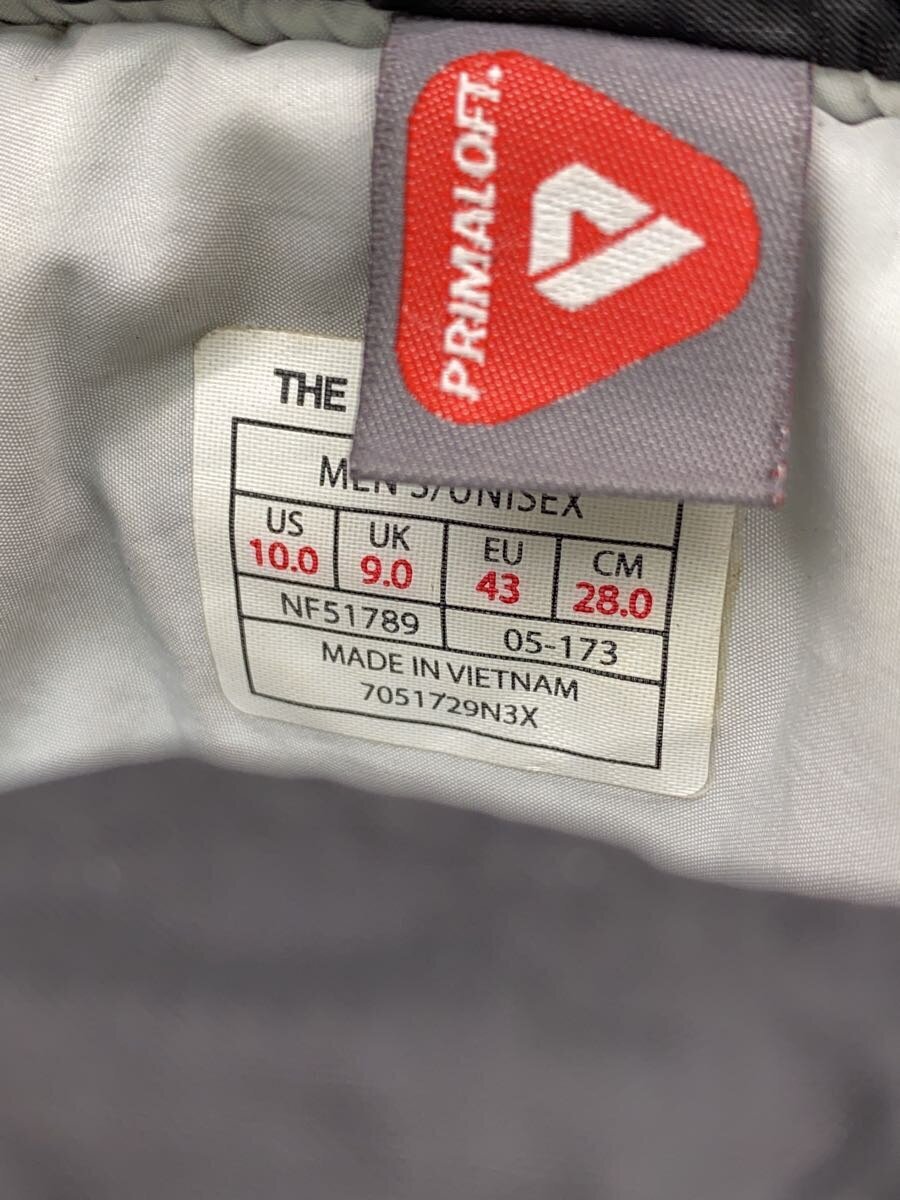 PRIMALOFT
THE
MEN'S/UNISEX
US UK EU CM
10.0 9.0 43 28.0
NF51789 05-173
MADE IN VIETNAM
7051729N3X